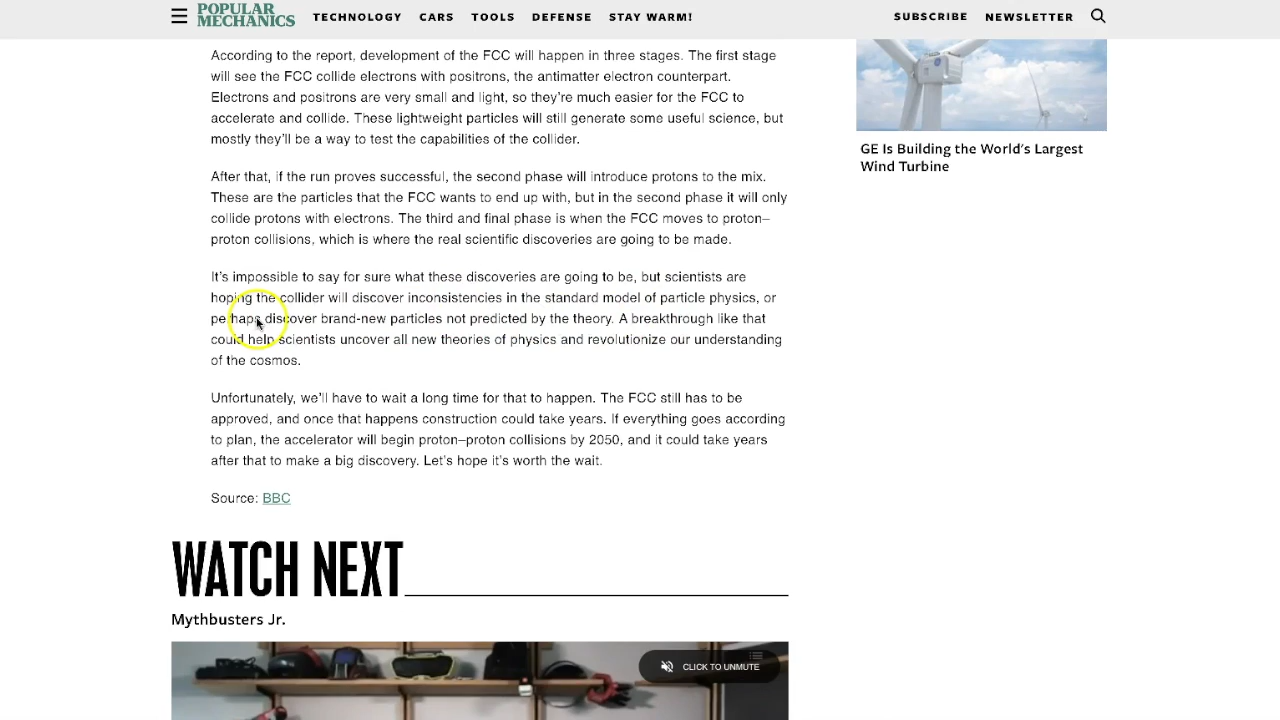 POPULAR
MECHANICS
TECHNOLOGY CARS TOOLS DEFENSE STAY WARM!
SUBSCRIBE NEWSLETTER
According to the report, development of the FCC will happen in three stages. The first stage
will see the FCC collide electrons with positrons, the antimatter electron counterpart.
Electrons and positrons are very small and light, so they're much easier for the FCC to
accelerate and collide. These lightweight particles will still generate some useful science, but
mostly they'll be a way to test the capabilities of the collider.
After that, if the run proves successful, the second phase will introduce protons to the mix.
These are the particles that the FCC wants to end up with, but in the second phase it will only
collide protons with electrons. The third and final phase is when the FCC moves to proton–
proton collisions, which is where the real scientific discoveries are going to be made.
It's impossible to say for sure what these discoveries are going to be, but scientists are
hoping the collider will discover inconsistencies in the standard model of particle physics, or
perhaps discover brand-new particles not predicted by the theory. A breakthrough like that
could help scientists uncover all new theories of physics and revolutionize our understanding
of the cosmos.
Unfortunately, we'll have to wait a long time for that to happen. The FCC still has to be
approved, and once that happens construction could take years. If everything goes according
to plan, the accelerator will begin proton–proton collisions by 2050, and it could take years
after that to make a big discovery. Let's hope it's worth the wait.
Source: BBC
GE Is Building the World's Largest
Wind Turbine
WATCH NEXT
Mythbusters Jr.
CLICK TO UNMUTE